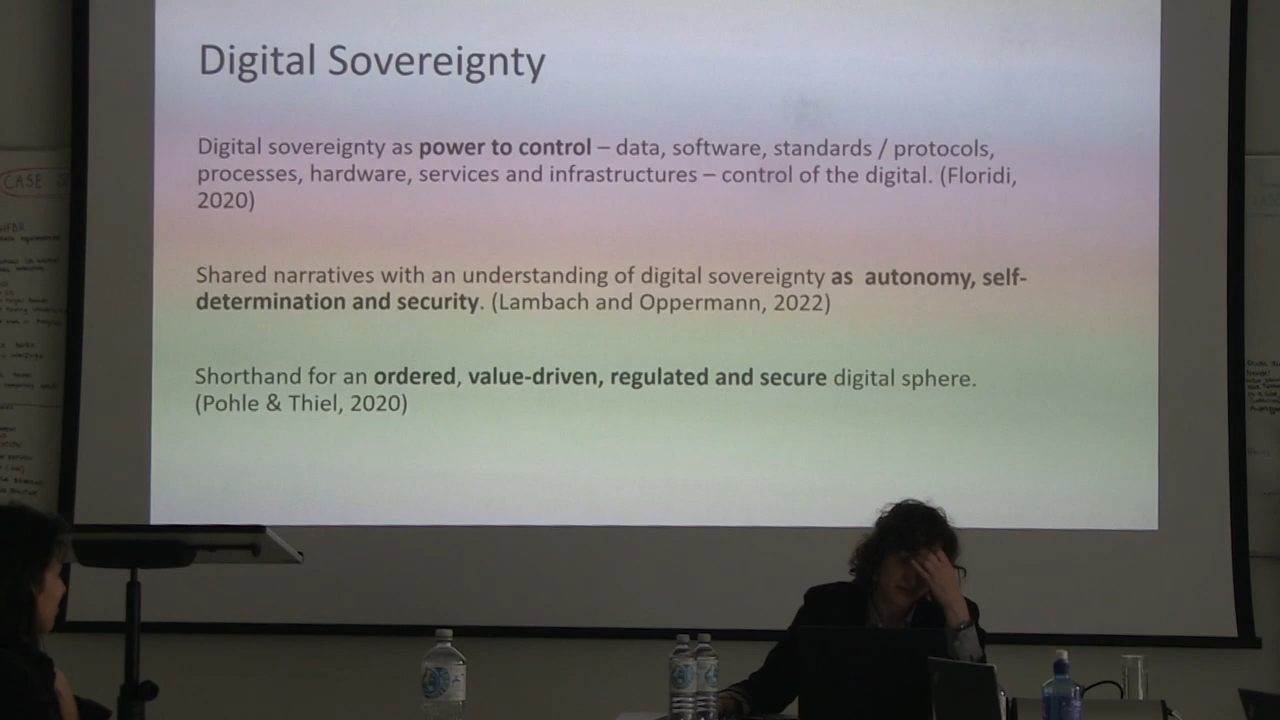 Digital Sovereignty
Digital sovereignty as power to control – data, software, standards / protocols,
processes, hardware, services and infrastructures – control of the digital. (Floridi,
2020)
Shared narratives with an understanding of digital sovereignty as autonomy, self-
determination and security. (Lambach and Oppermann, 2022)
Shorthand for an ordered, value-driven, regulated and secure digital sphere.
(Pohle & Thiel, 2020)
CASE